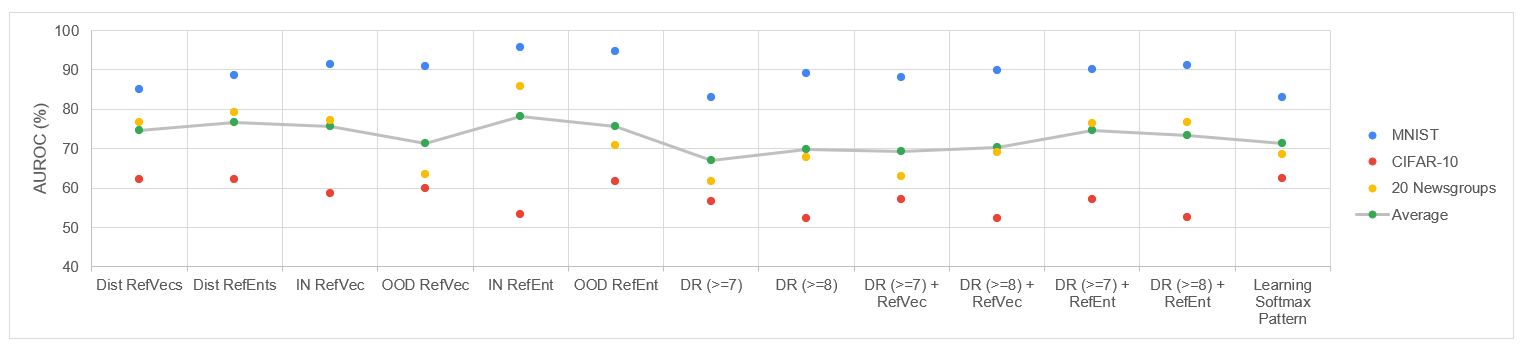 100
90
80
70
60
50
40
AUROC (%)
Dist RefVecs
Dist RefEnts
IN RefVec
OOD RefVec
IN RefEnt
OOD RefEnt
DR (>=7)
DR (>=8)
DR (>=7) +
RefVec
DR (>=8) +
RefVec
DR (>=7) +
RefEnt
DR (>=8) +
RefEnt
Learning
Softmax
Pattern
MNIST
CIFAR-10
20 Newsgroups
Average